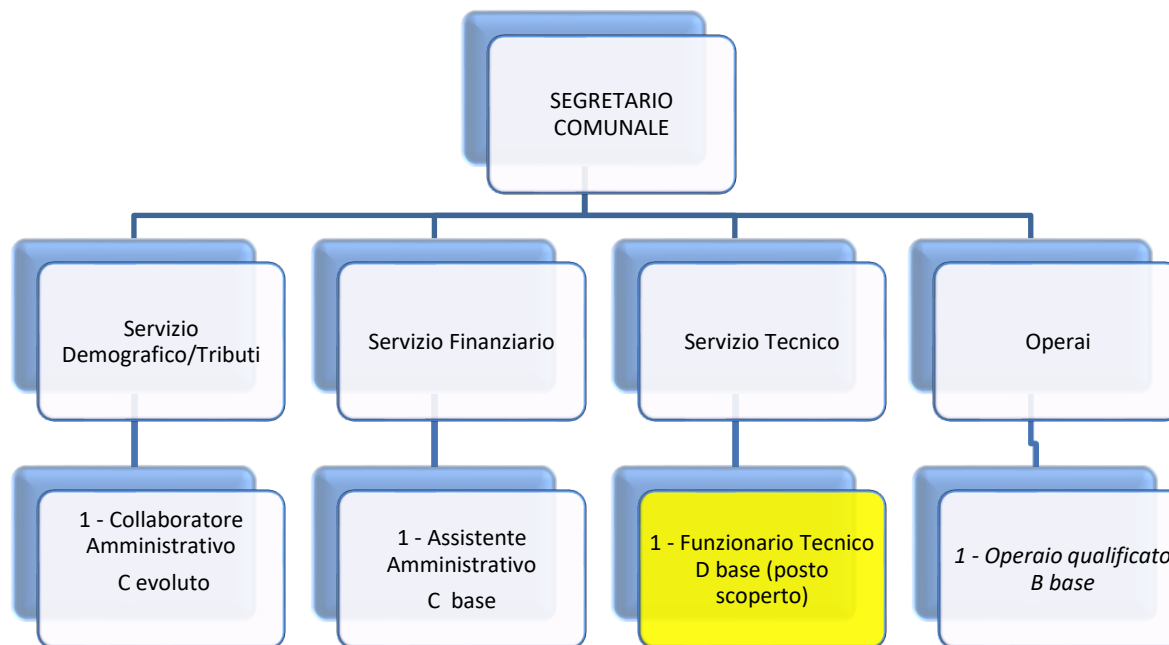 SEGRETARIO
COMUNALE
Servizio
Demografico/Tributi
Servizio Finanziario
Servizio Tecnico
Operai
1 - Collaboratore
Amministrativo
C evoluto
1 - Assistente
Amministrativo
C base
1 - Funzionario Tecnico
D base (posto
scoperto)
1 - Operaio qualificato
B base